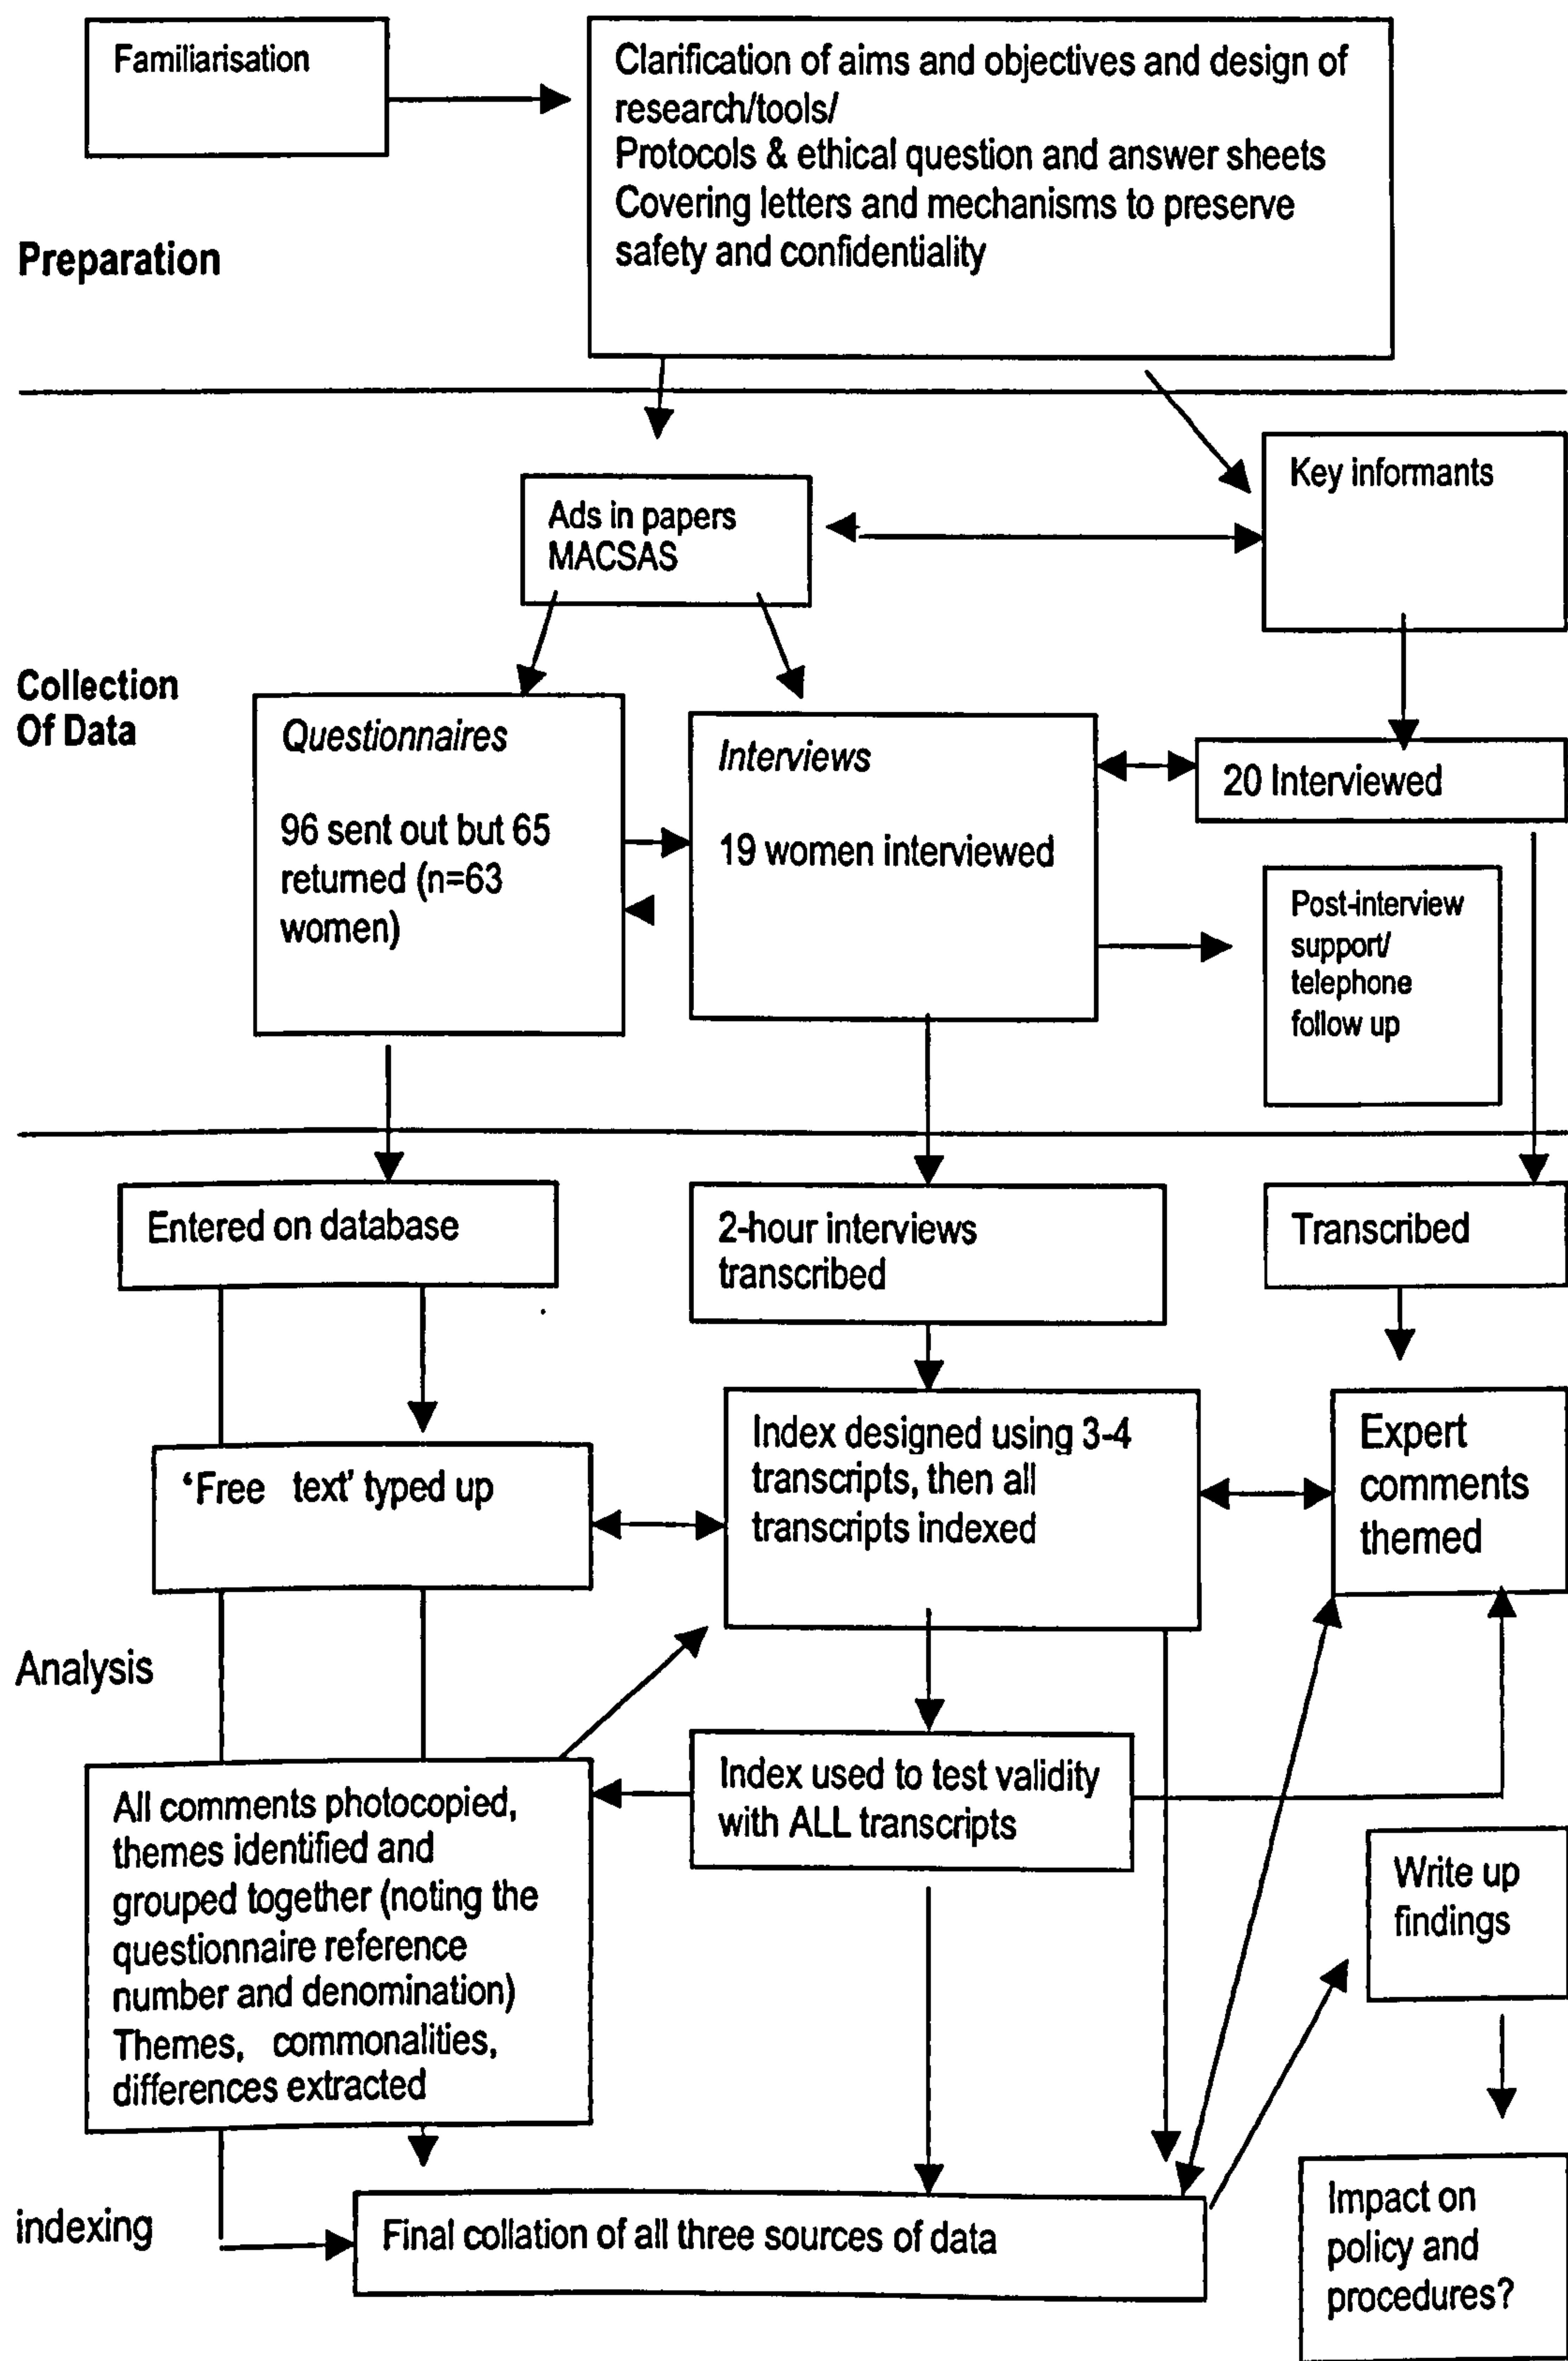 Familiarisation
Clarification of aims and objectives and design of
research/tools/
Protocols & ethical question and answer sheets
Covering letters and mechanisms to preserve
safety and confidentiality
Preparation
Key informants
Ads in papers
MACSAS
Collection
Of Data
Questionnaires
96 sent out but 65
returned (n=63
women)
Interviews
19 women interviewed
20 Interviewed
Post-interview
support/
telephone
follow up
Entered on database
2-hour interviews
transcribed
Transcribed
'Free text' typed up
Index designed using 3-4
transcripts, then all
transcripts indexed
Expert
comments
themed
Analysis
All comments photocopied,
themes identified and
grouped together (noting the
questionnaire reference
number and denomination)
Themes, commonalities,
differences extracted
Index used to test validity
with ALL transcripts
Write up
findings
indexing
Final collation of all three sources of data
Impact on
policy and
procedures?